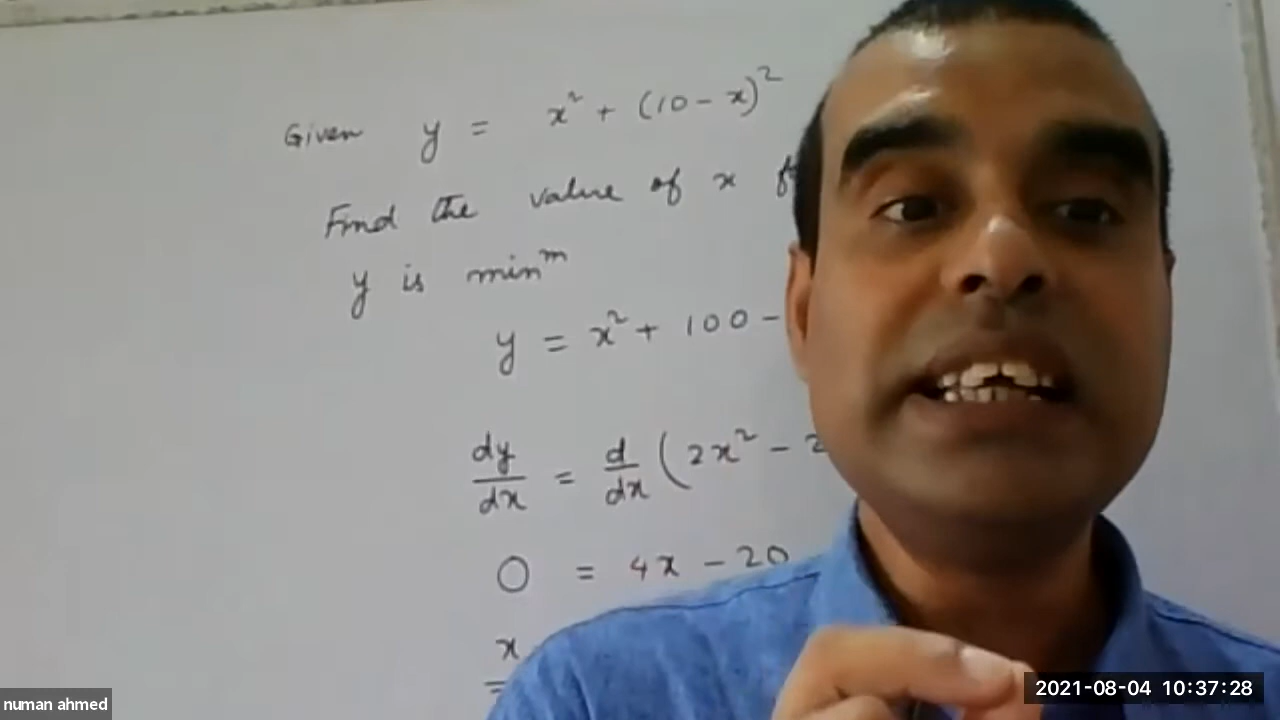 Given y = x² + (10 - x)²
Find the value of x
y is minᵐ
y = x² + 100 -
dy/dx = d/dx (2x² - 2
0 = 4x - 20
x
numan ahmed
2021-08-04 10:37:28